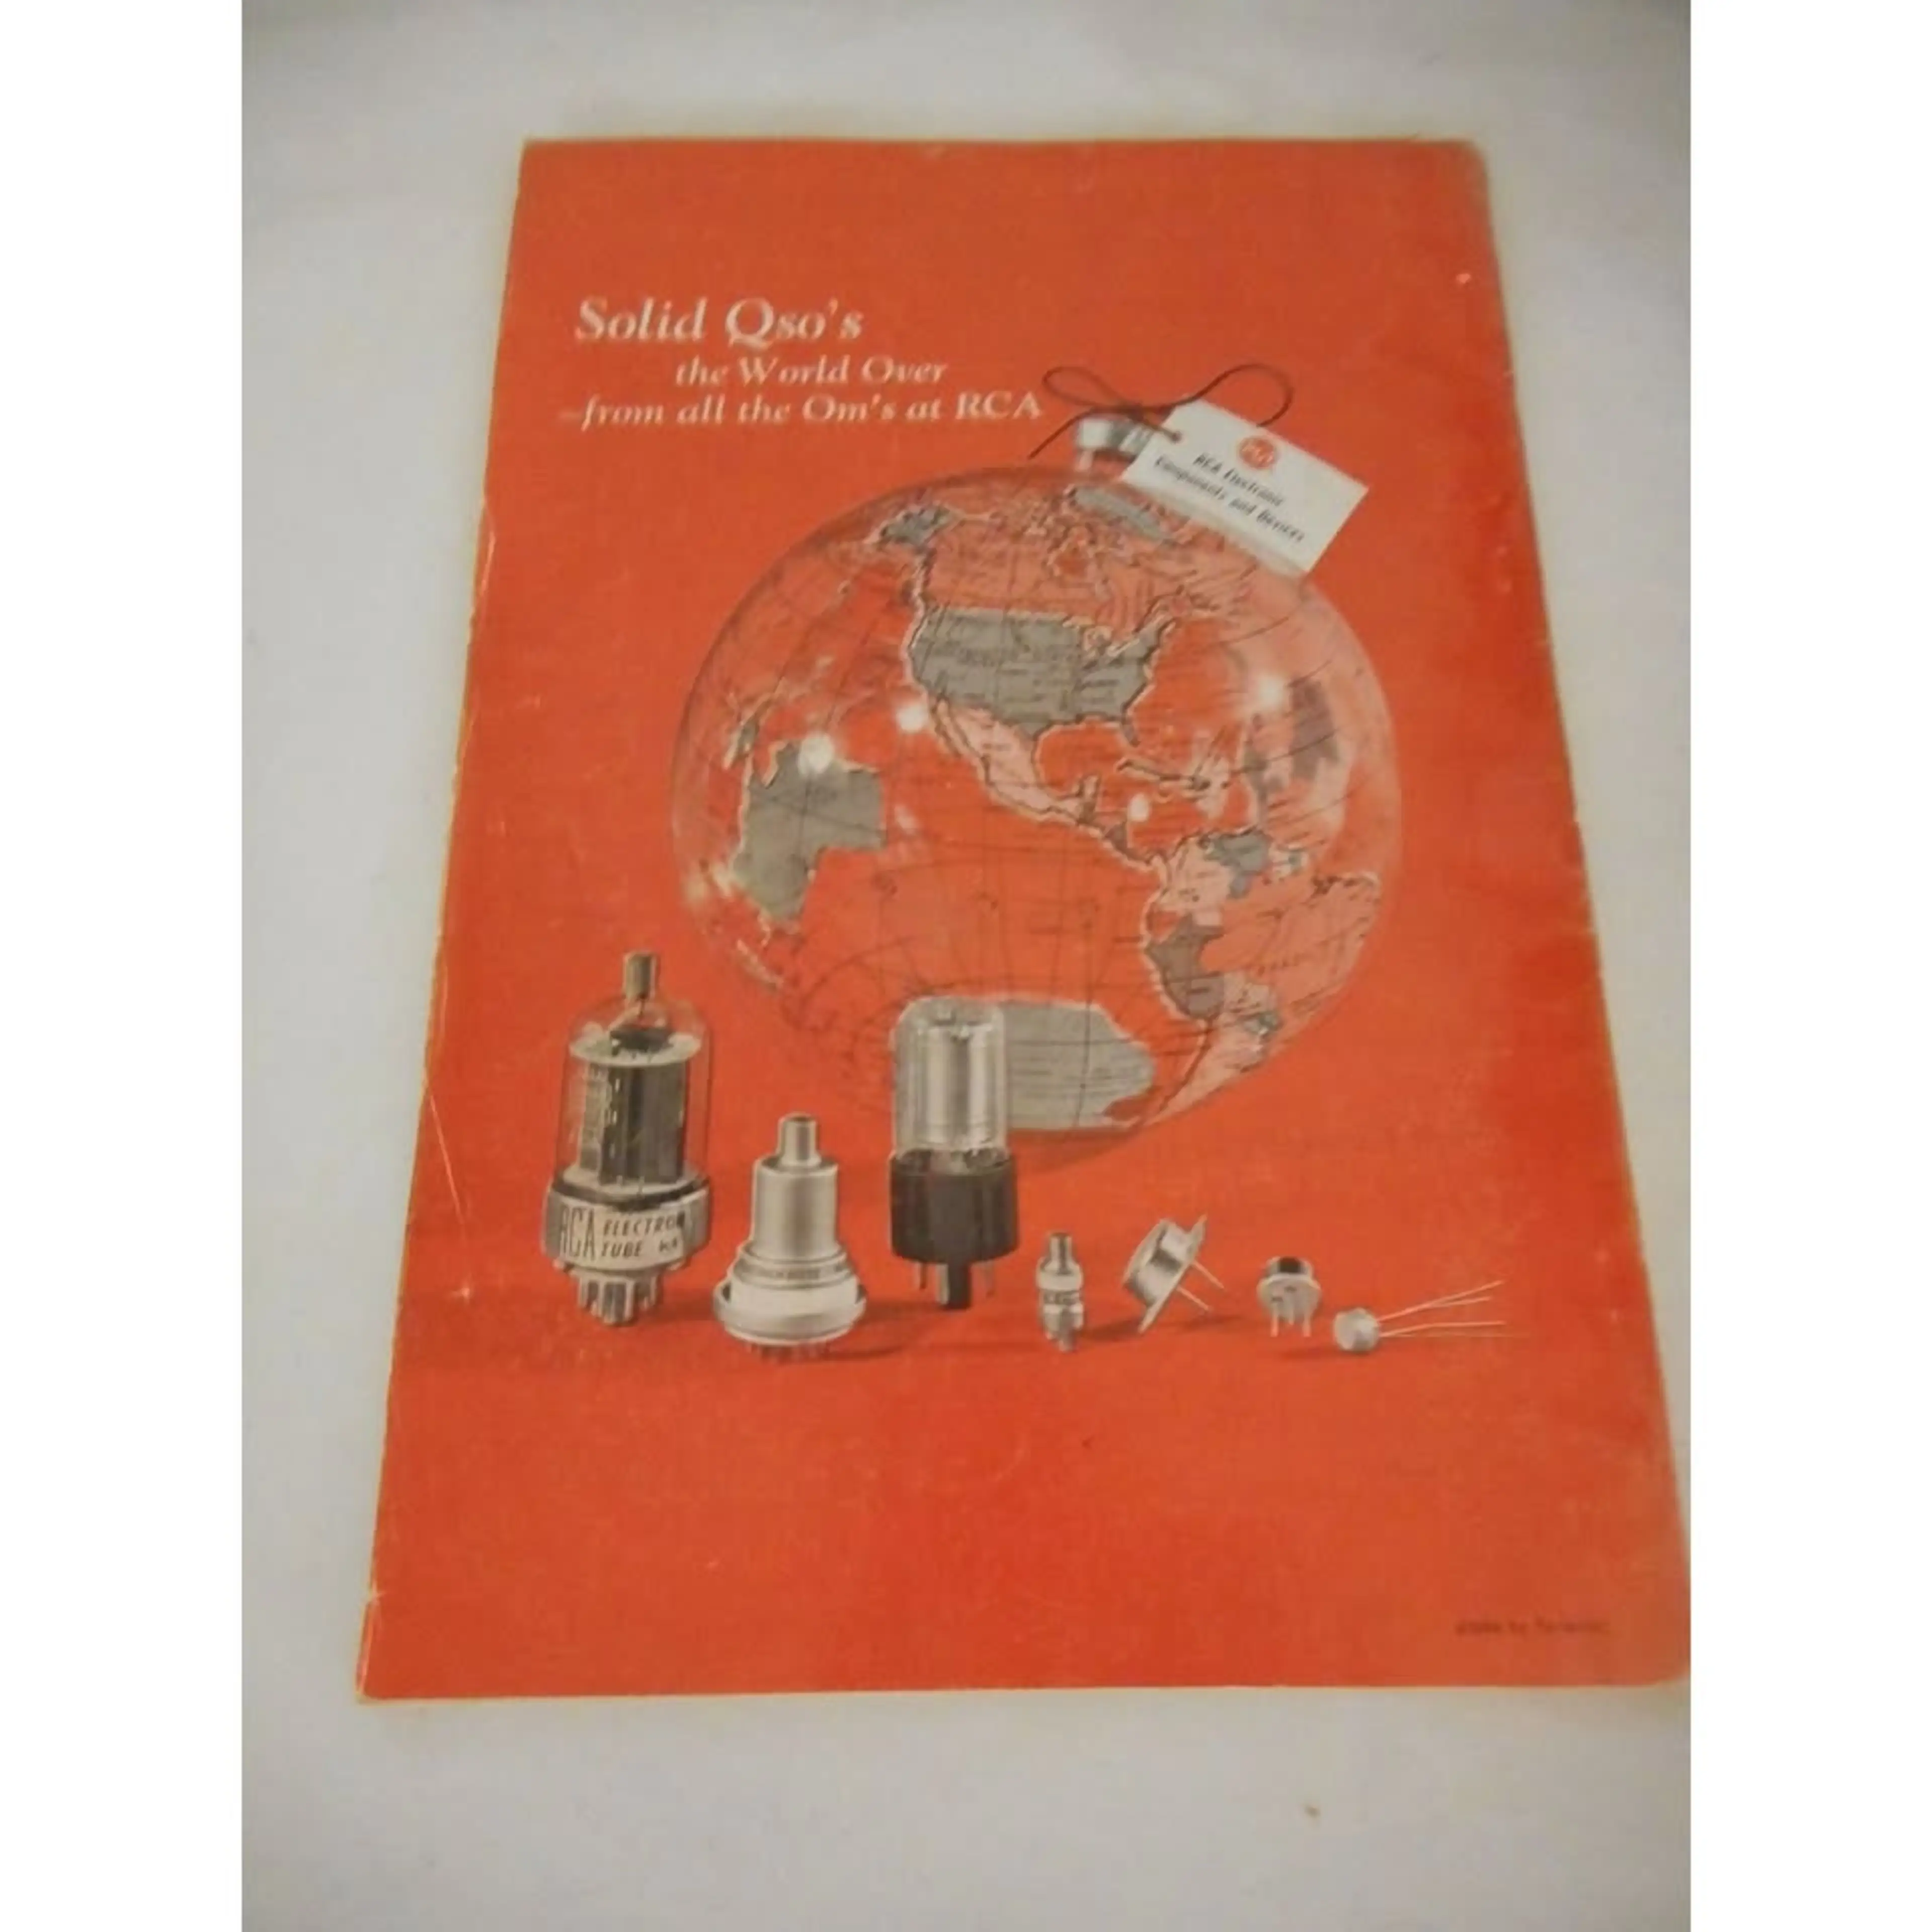 Solid Qso's
the World Over
-from all the Om's at RCA
RCA
RCA Electronic
Components and Devices
RCA ELECTRON
TUBE